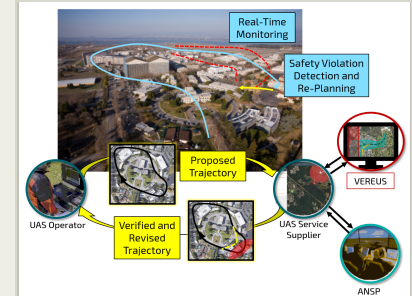 Real-Time
Monitoring
Safety Violation
Detection and
Re-Planning
Proposed
Trajectory
VEREUS
UAS Operator
Verified and
Revised
Trajectory
UAS Service
Supplier
ANSP